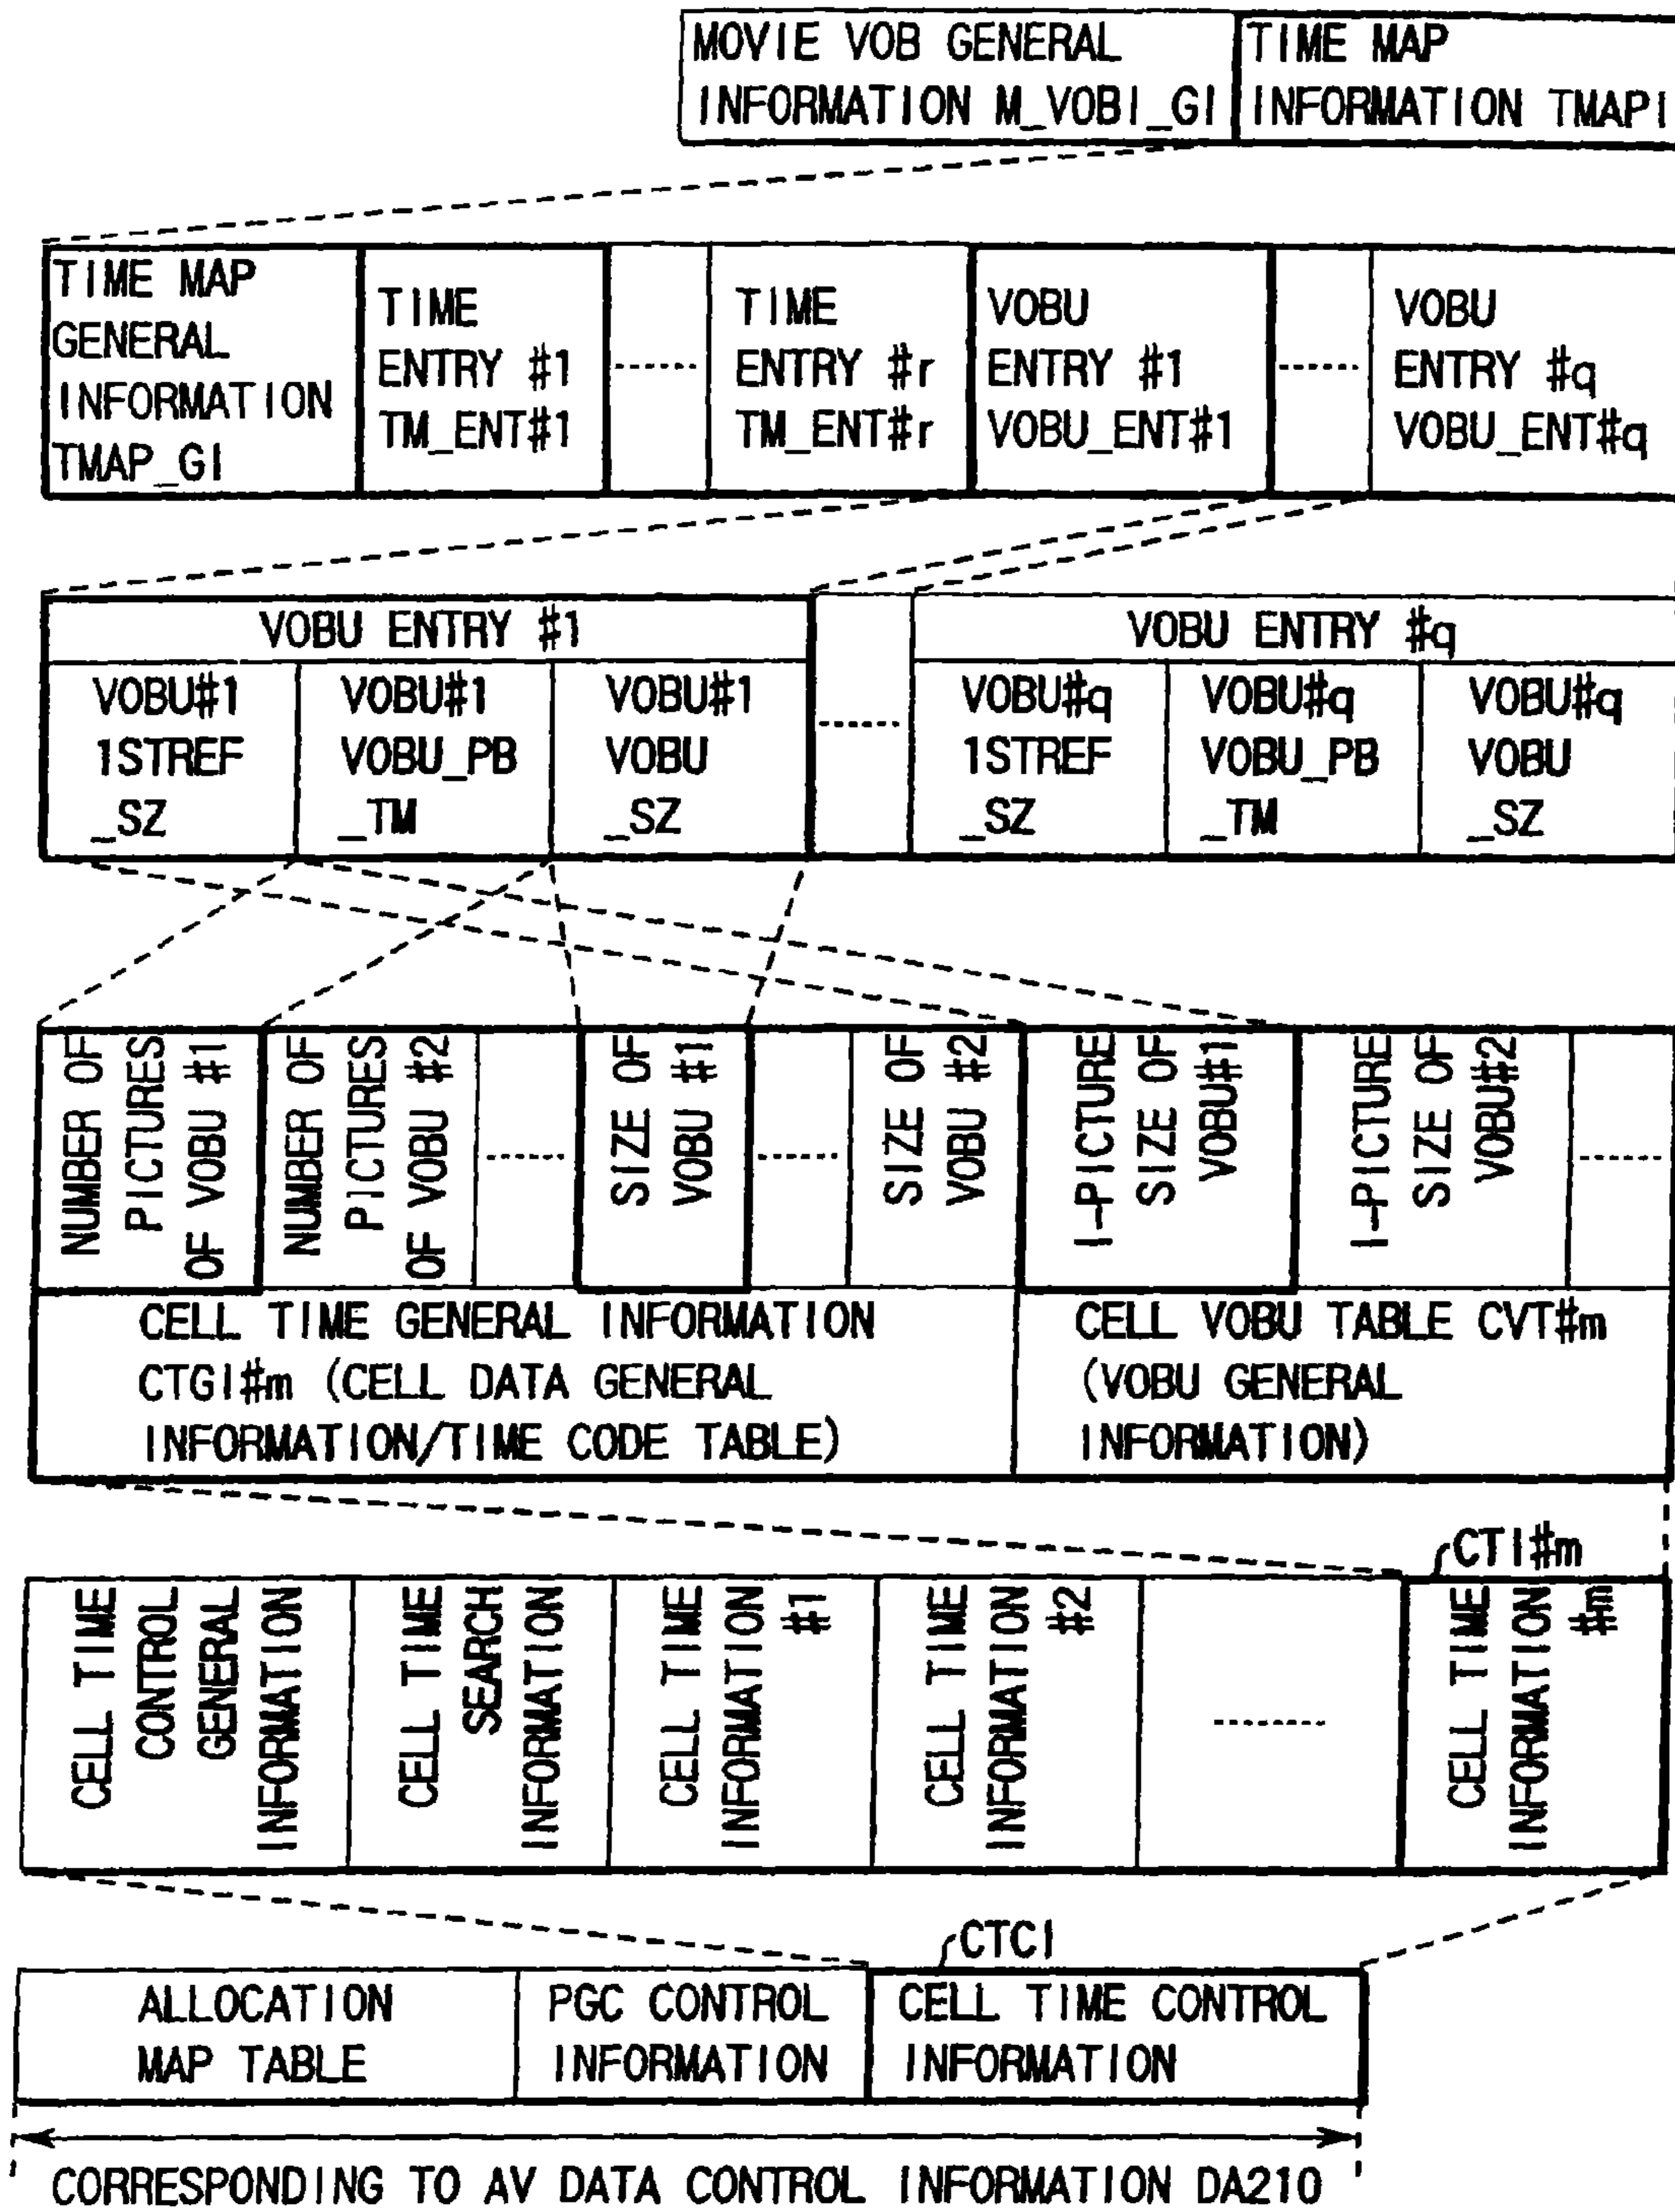 MOVIE VOB GENERAL
INFORMATION M_VOBI_GI
TIME MAP
INFORMATION TMAPI
TIME MAP
GENERAL
INFORMATION
TMAP_GI
TIME
ENTRY #1
TM_ENT#1
TIME
ENTRY #r
TM_ENT#r
VOBU
ENTRY #1
VOBU_ENT#1
VOBU
ENTRY #q
VOBU_ENT#q
VOBU ENTRY #1
VOBU#1
1STREF
_SZ
VOBU#1
VOBU_PB
_TM
VOBU#1
VOBU
_SZ
VOBU ENTRY #q
VOBU#q
1STREF
_SZ
VOBU#q
VOBU_PB
_TM
VOBU#q
VOBU
_SZ
NUMBER OF
PICTURES
OF VOBU #1
NUMBER OF
PICTURES
OF VOBU #2
SIZE OF
VOBU #1
SIZE OF
VOBU #2
I-PICTURE
SIZE OF
VOBU#1
I-PICTURE
SIZE OF
VOBU#2
CELL TIME GENERAL INFORMATION
CTGI#m (CELL DATA GENERAL
INFORMATION/TIME CODE TABLE)
CELL VOBU TABLE CVT#m
(VOBU GENERAL
INFORMATION)
CTI#m
CELL TIME
CONTROL
GENERAL
INFORMATION
CELL TIME
SEARCH
INFORMATION
CELL TIME
INFORMATION
#1
CELL TIME
INFORMATION
#2
CELL TIME
INFORMATION
#m
CTCI
ALLOCATION
MAP TABLE
PGC CONTROL
INFORMATION
CELL TIME CONTROL
INFORMATION
CORRESPONDING TO AV DATA CONTROL INFORMATION DA210